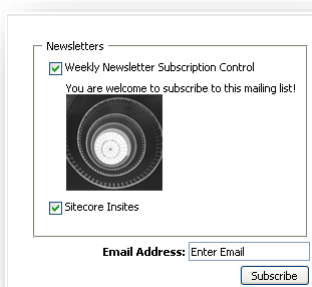 Newsletters
Weekly Newsletter Subscription Control
You are welcome to subscribe to this mailing list!
Sitecore Insites
Email Address: Enter Email
Subscribe